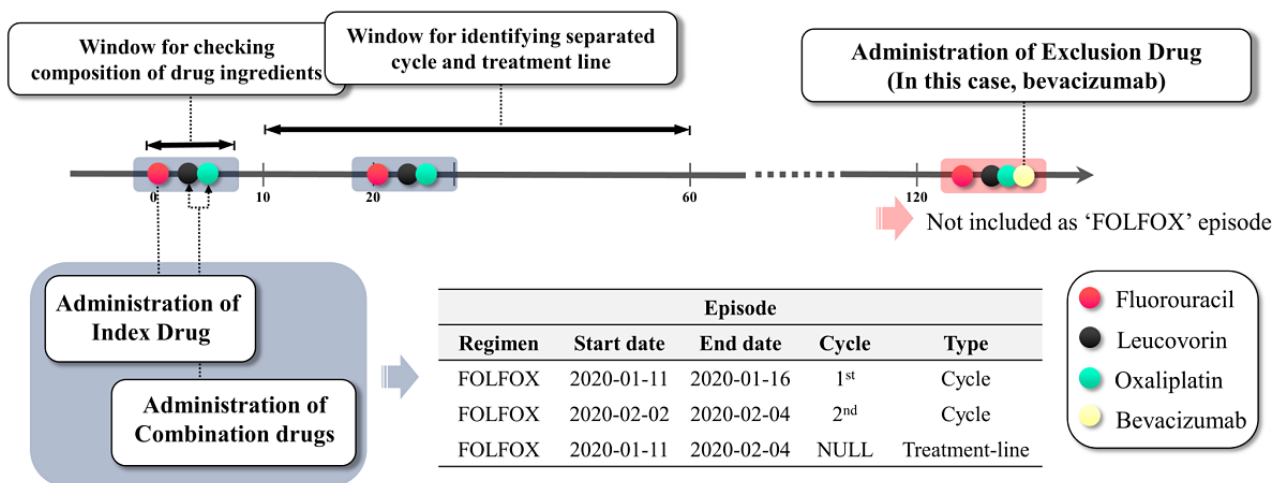 Window for checking
composition of drug ingredients
Window for identifying separated
cycle and treatment line
Administration of Exclusion Drug
(In this case, bevacizumab)
0
10
20
60
120
Not included as ‘FOLFOX’ episode
Administration of
Index Drug
Administration of
Combination drugs
Episode
Regimen Start date End date Cycle Type
FOLFOX 2020-01-11 2020-01-16 1st Cycle
FOLFOX 2020-02-02 2020-02-04 2nd Cycle
FOLFOX 2020-01-11 2020-02-04 NULL Treatment-line
Fluorouracil
Leucovorin
Oxaliplatin
Bevacizumab